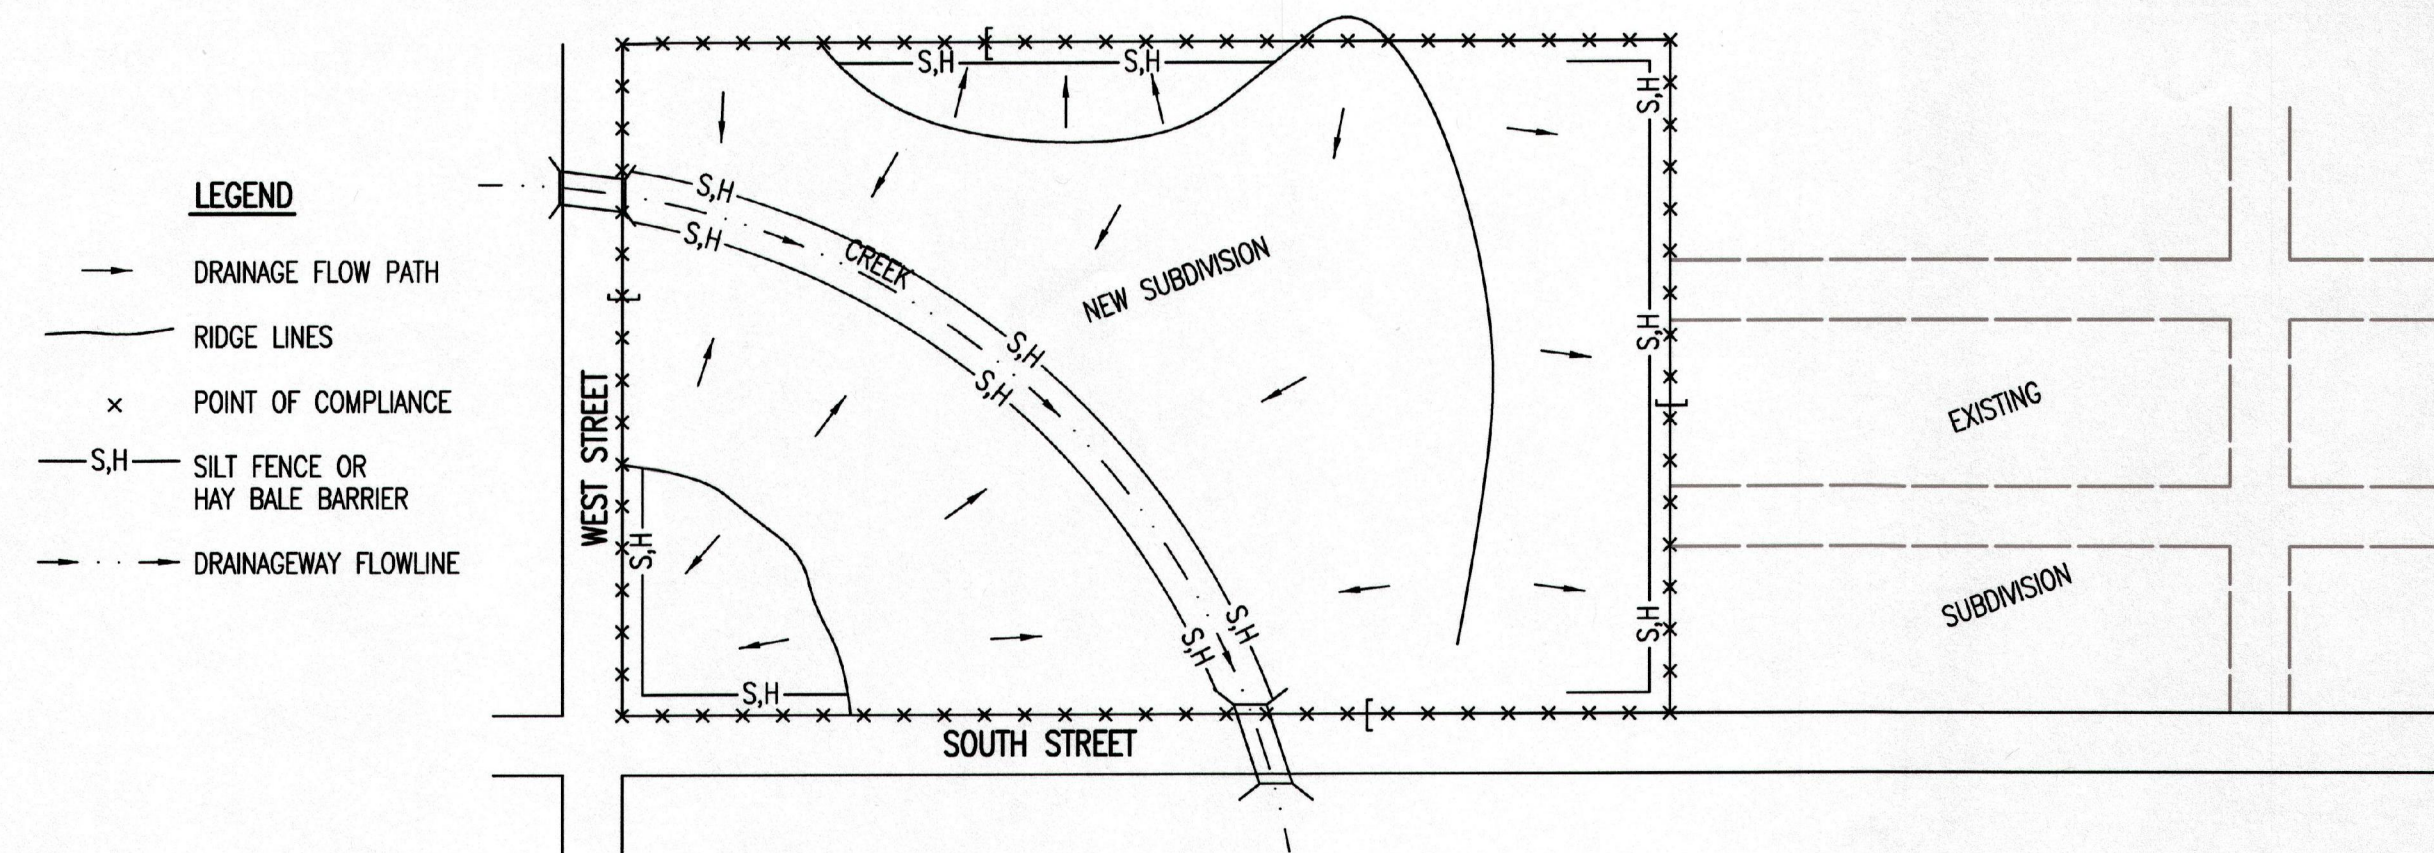 LEGEND
DRAINAGE FLOW PATH
RIDGE LINES
× POINT OF COMPLIANCE
S,H SILT FENCE OR
HAY BALE BARRIER
DRAINAGEWAY FLOWLINE
S,H
S,H
S,H
S,H
S,H
CREEK
NEW SUBDIVISION
S,H
S,H
S,H
WEST STREET
EXISTING
S,H
S,H
S,H
S,H
SUBDIVISION
S,H
SOUTH STREET